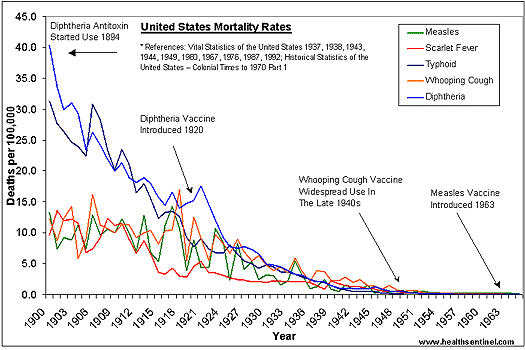 United States Mortality Rates
Diphtheria Antitoxin
Started Use 1894
* References: Vital Statistics of the United States 1937, 1938, 1943,
1944, 1949, 1960, 1967, 1976, 1987, 1992; Historical Statistics of the
United States – Colonial Times to 1970 Part 1
Measles
Scarlet Fever
Typhoid
Whooping Cough
Diphtheria
Diphtheria Vaccine
Introduced 1920
Whooping Cough Vaccine
Widespread Use In
The Late 1940s
Measles Vaccine
Introduced 1963
Deaths per 100,000
45.0
40.0
35.0
30.0
25.0
20.0
15.0
10.0
5.0
0.0
1900
1903
1906
1909
1912
1915
1918
1921
1924
1927
1930
1933
1936
1939
1942
1945
1948
1951
1954
1957
1960
1963
Year
www.healthsentinel.com